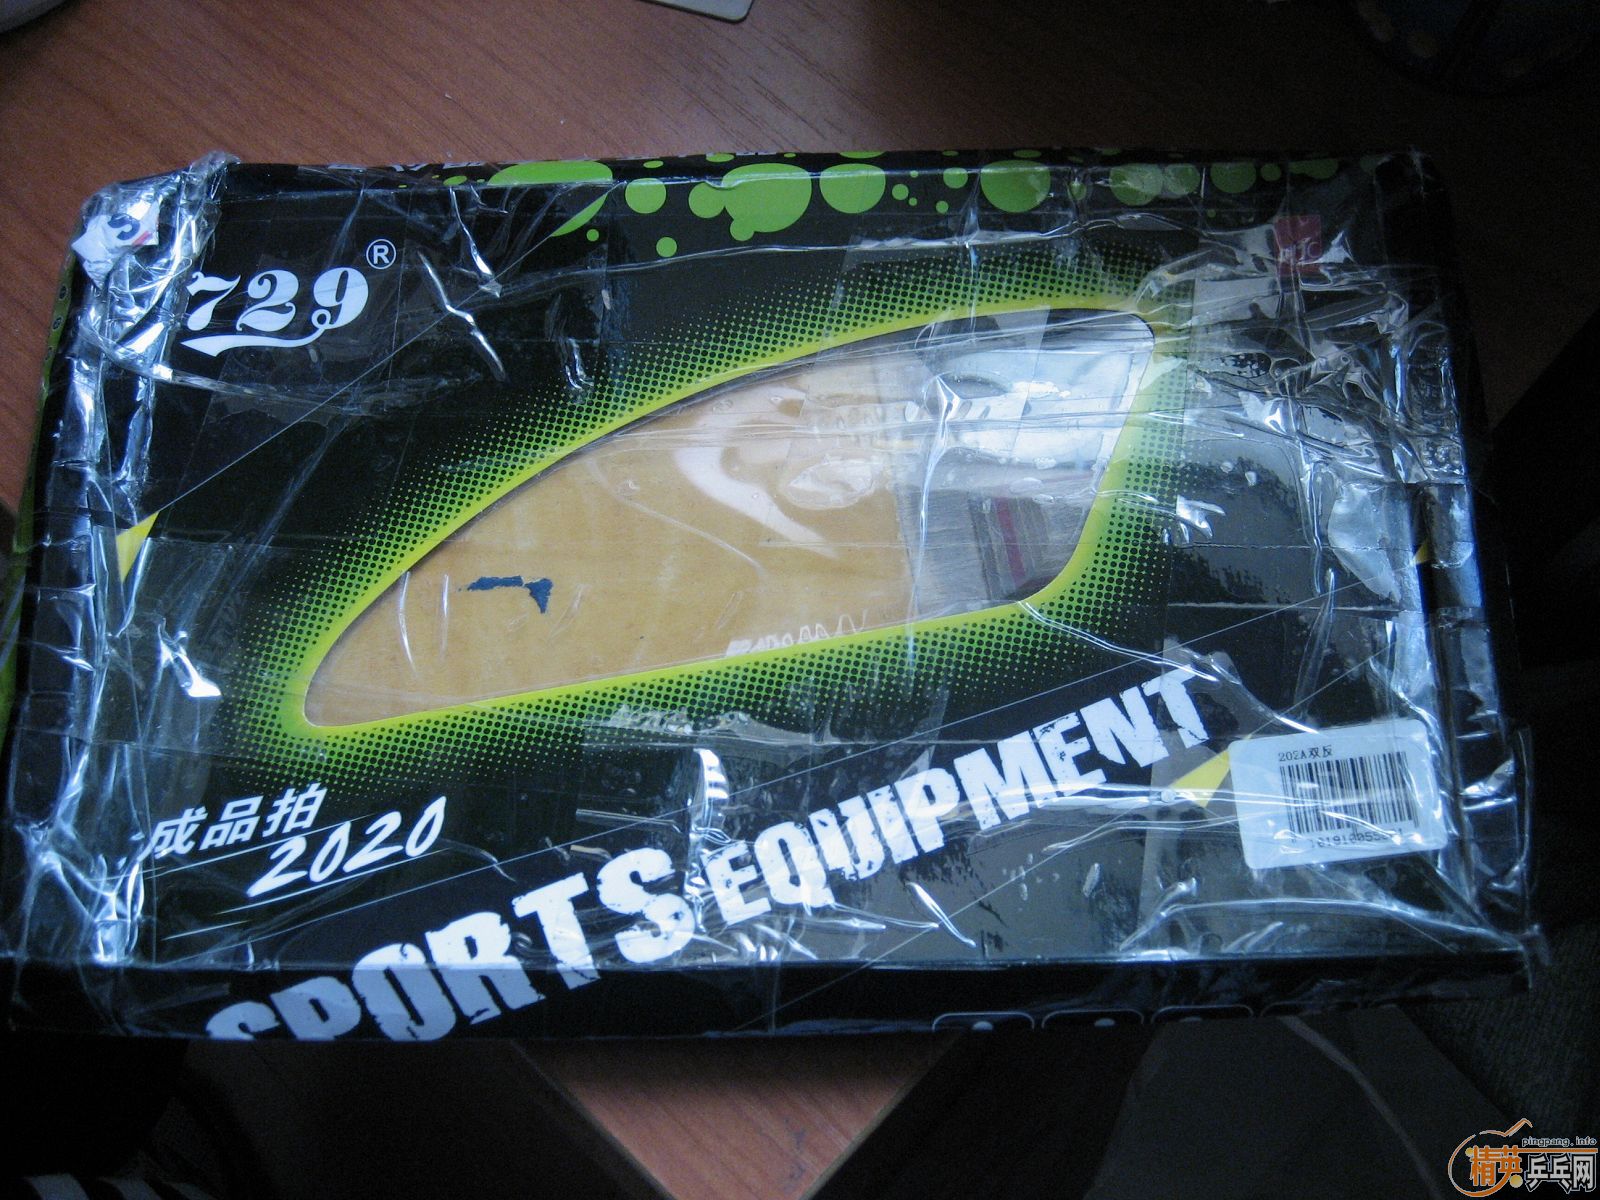 729®
成品拍
2020
SPORTS EQUIPMENT
202A双反
pingpang.info
精英乒乓网